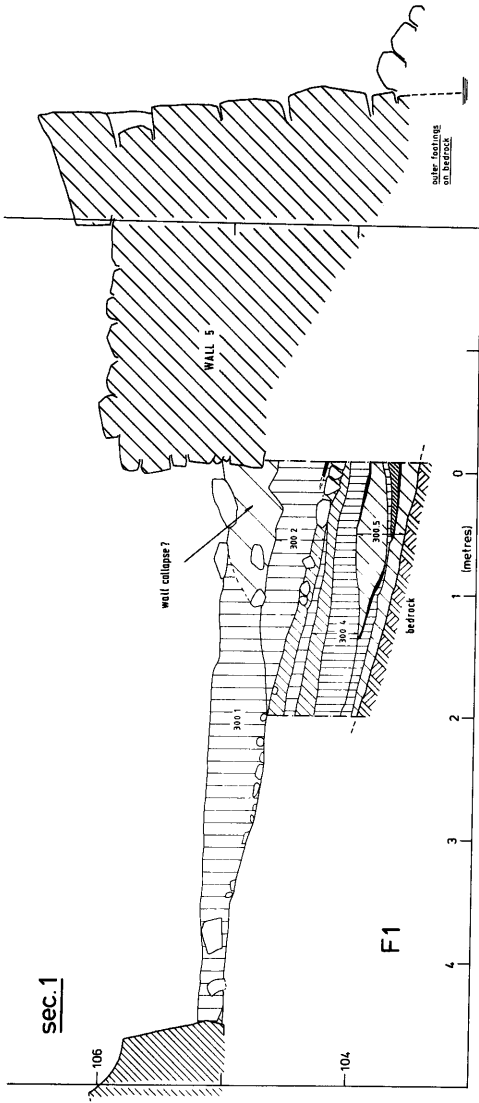 sec.1
106
104
F1
WALL 5
wall collapse?
300 1
300 2
300 4
300 5
bedrock
outer footings
on bedrock
4
3
2
1
0
(metres)